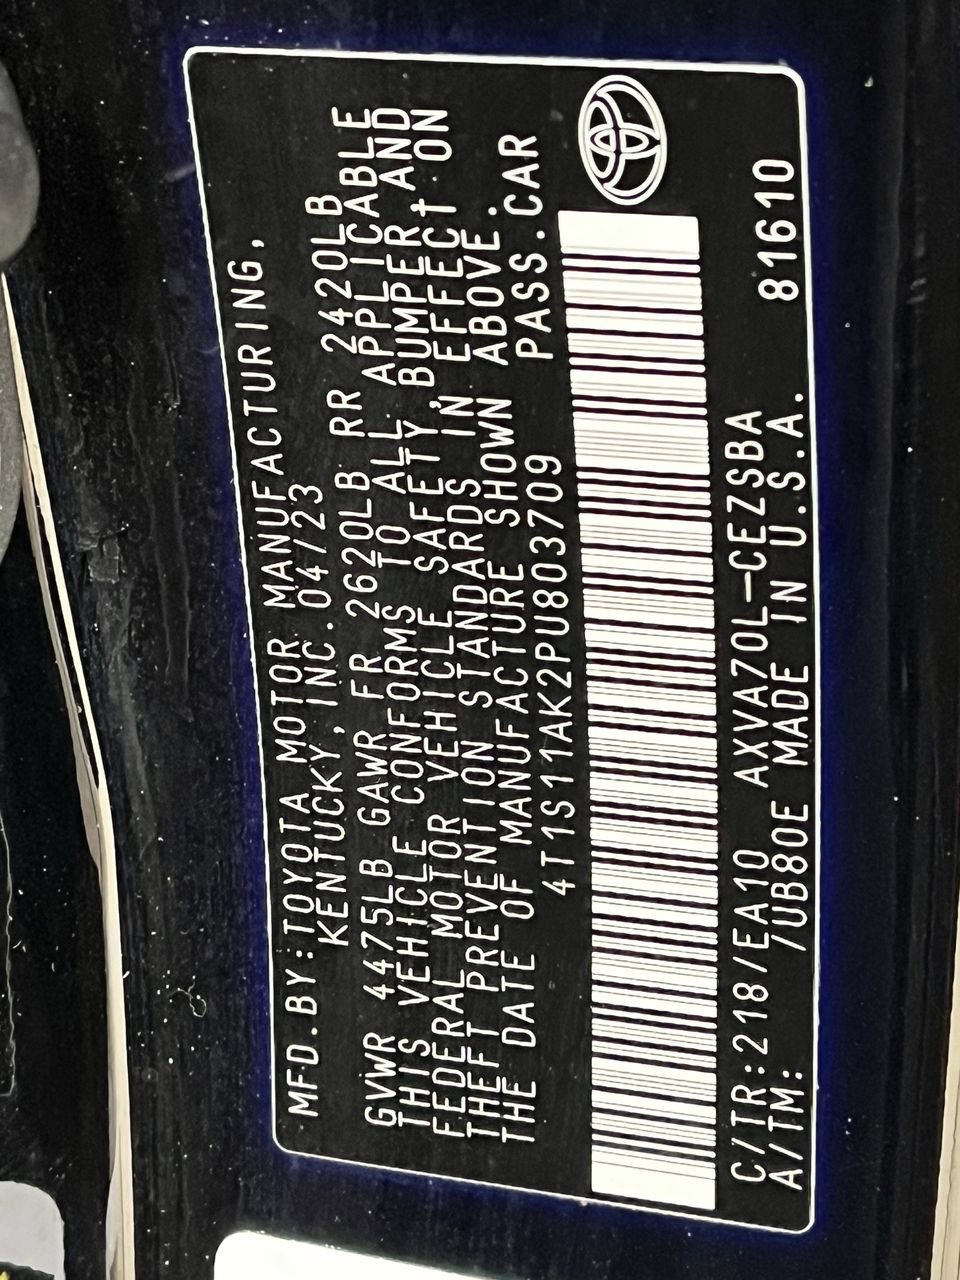 MFD.BY:TOYOTA MOTOR MANUFACTURING,
KENTUCKY, INC.04/23
GVWR 4475LB GAWR FR 2620LB RR 2420LB
THIS VEHICLE CONFORMS TO ALL APPLICABLE
FEDERAL MOTOR VEHICLE SAFETY,BUMPER,AND
THEFT PREVENTION STANDARDS IN EFFECT ON
THE DATE OF MANUFACTURE SHOWN ABOVE.
4T1S11AK2PU803709 PASS.CAR
C/TR:218/EA10 AXVA70L-CEZSBA 81610
A/TM: /UB80E MADE IN U.S.A.